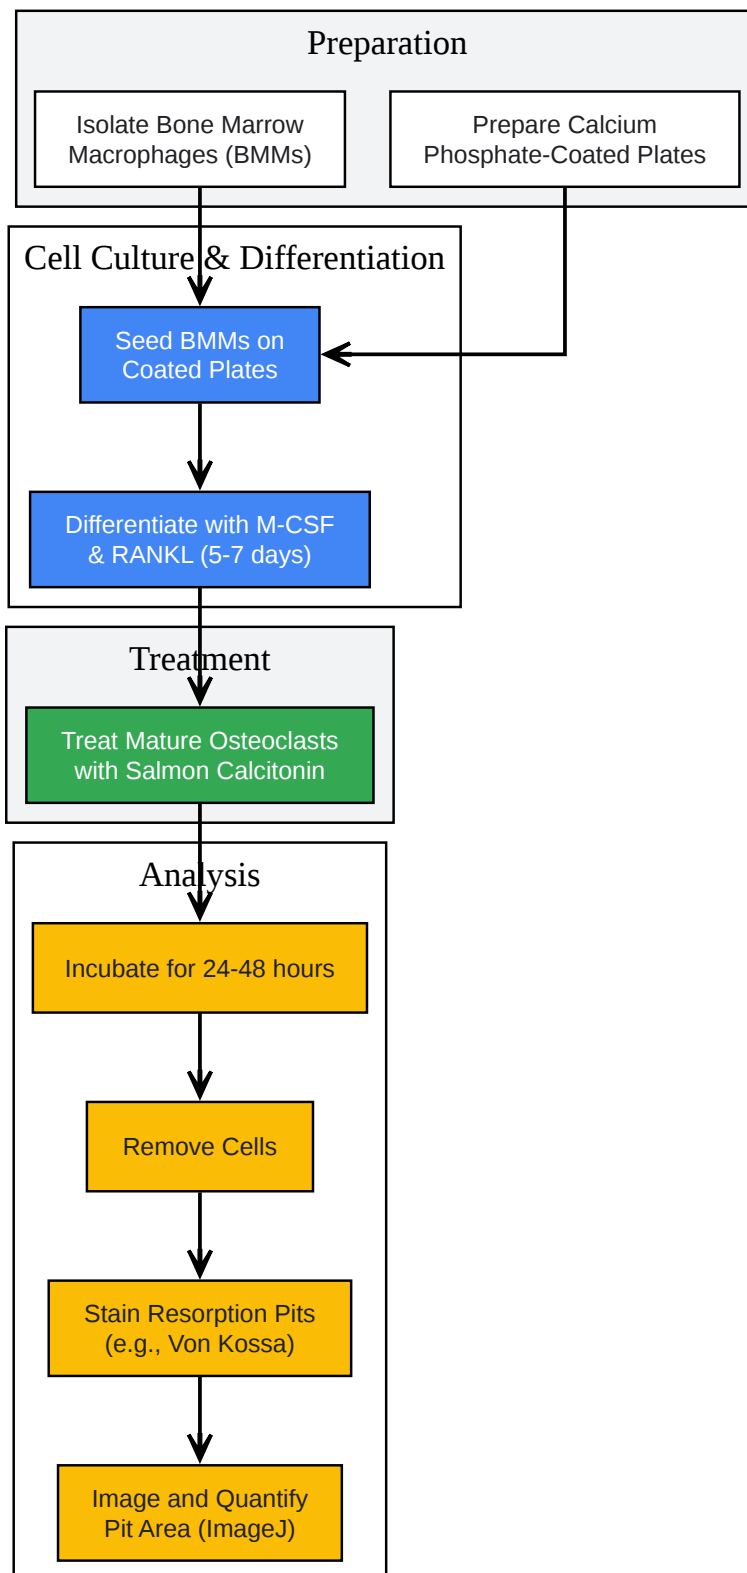 Preparation
Isolate Bone Marrow
Macrophages (BMMs)
Prepare Calcium
Phosphate-Coated Plates
Cell Culture & Differentiation
Seed BMMs on
Coated Plates
Differentiate with M-CSF
& RANKL (5-7 days)
Treatment
Treat Mature Osteoclasts
with Salmon Calcitonin
Analysis
Incubate for 24-48 hours
Remove Cells
Stain Resorption Pits
(e.g., Von Kossa)
Image and Quantify
Pit Area (ImageJ)